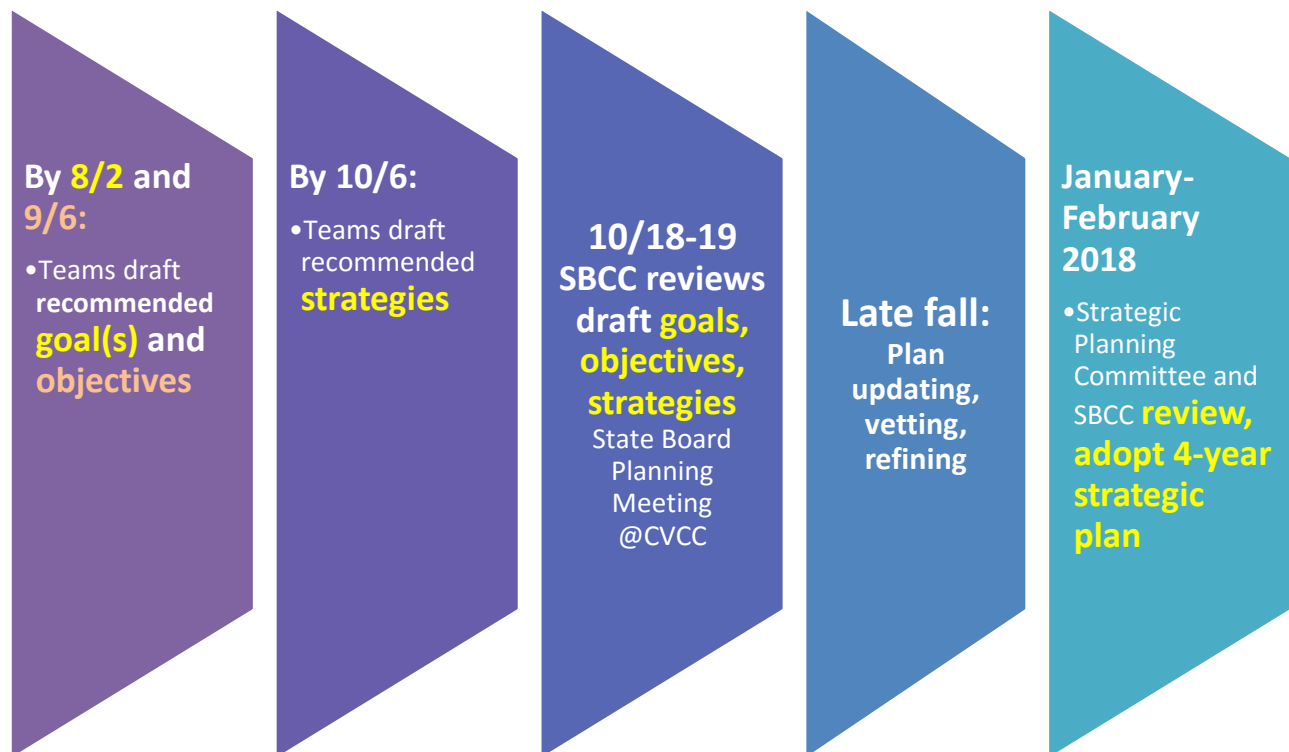 By 8/2 and
9/6:
•Teams draft
recommended
goal(s) and
objectives
By 10/6:
•Teams draft
recommended
strategies
10/18-19
SBCC reviews
draft goals,
objectives,
strategies
State Board
Planning
Meeting
@CVCC
Late fall:
Plan
updating,
vetting,
refining
January-
February
2018
•Strategic
Planning
Committee and
SBCC review,
adopt 4-year
strategic
plan